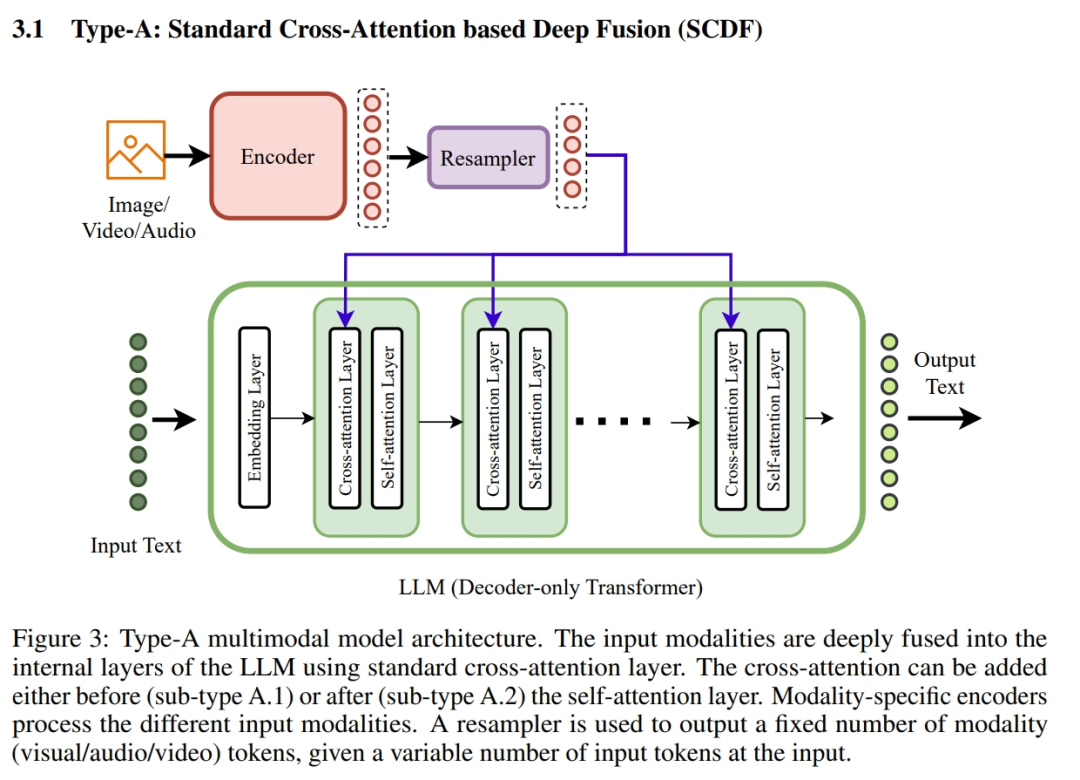 3.1 Type-A: Standard Cross-Attention based Deep Fusion (SCDF)
Encoder
Resampler
Image/
Video/Audio
Embedding Layer
Cross-attention Layer
Self-attention Layer
Cross-attention Layer
Self-attention Layer
Cross-attention Layer
Self-attention Layer
Output
Text
Input Text
LLM (Decoder-only Transformer)
Figure 3: Type-A multimodal model architecture. The input modalities are deeply fused into the
internal layers of the LLM using standard cross-attention layer. The cross-attention can be added
either before (sub-type A.1) or after (sub-type A.2) the self-attention layer. Modality-specific encoders
process the different input modalities. A resampler is used to output a fixed number of modality
(visual/audio/video) tokens, given a variable number of input tokens at the input.